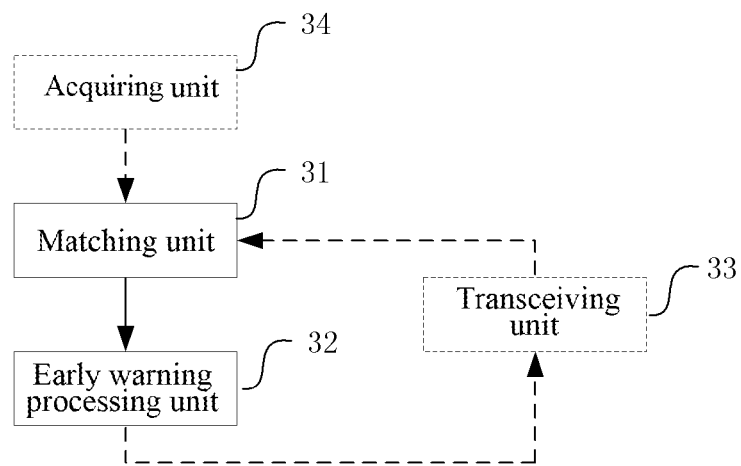 34
Acquiring unit
31
Matching unit
33
Transceiving
unit
32
Early warning
processing unit